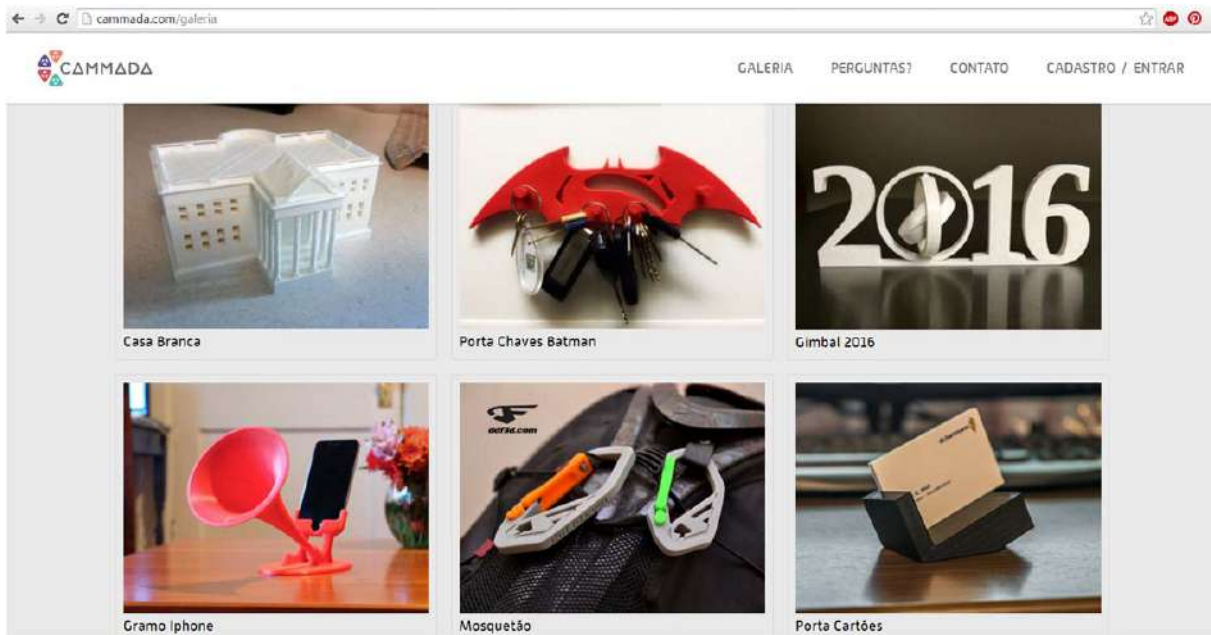 cammada.com/galeria
ABP
CAMMADA
GALERIA PERGUNTAS? CONTATO CADASTRO / ENTRAR
2016
Casa Branca
Porta Chaves Batman
Gimbal 2016
dcf3d.com
Gramo Iphone
Mosquetão
Porta Cartões